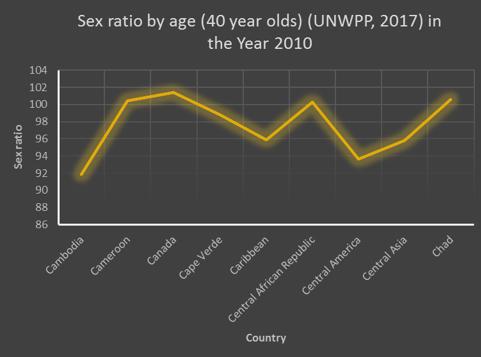 Sex ratio by age (40 year olds) (UNWPP, 2017) in
the Year 2010
104
102
100
98
96
94
92
90
88
86
Sex ratio
Cambodia
Cameroon
Canada
Cape Verde
Caribbean
Central African Republic
Central America
Central Asia
Chad
Country